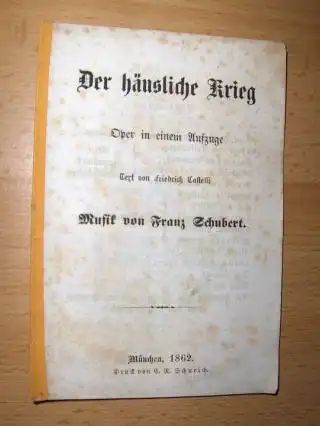 Der häusliche Krieg
Oper in einem Aufzuge
Text von Friedrich Castelli
Musik von Franz Schubert.
München, 1862.
Druck von C. R. Schurich.